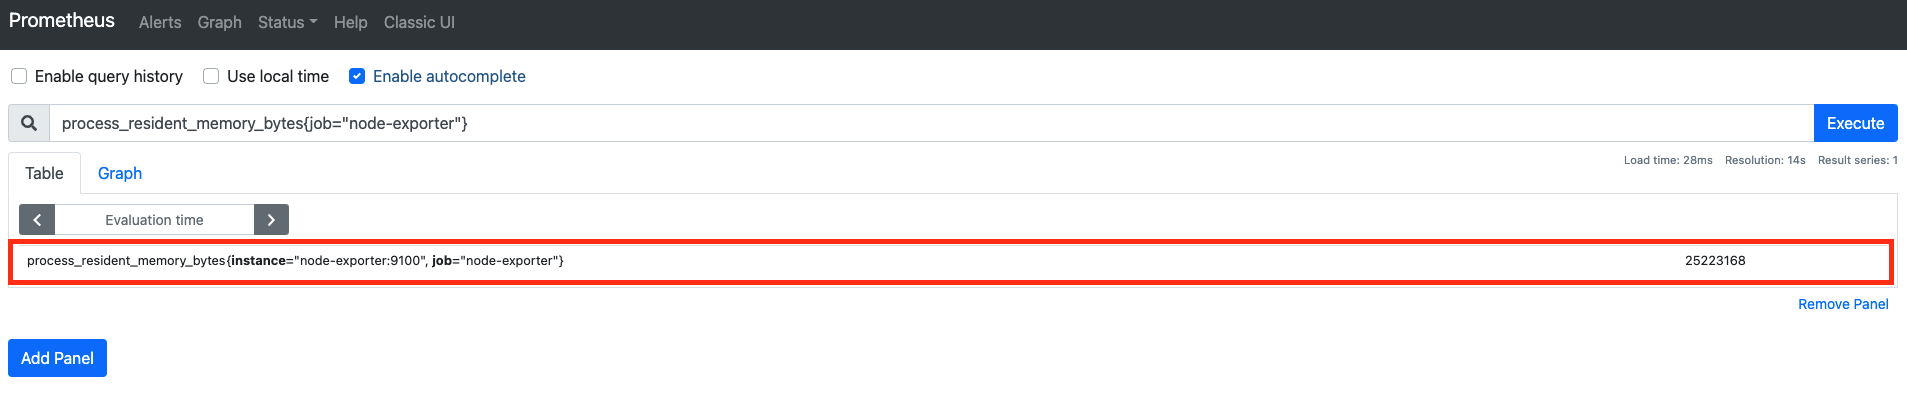 Prometheus Alerts Graph Status Help Classic UI
Enable query history Use local time Enable autocomplete
process_resident_memory_bytes{job="node-exporter"} Execute
Table Graph Load time: 28ms Resolution: 14s Result series: 1
Evaluation time
process_resident_memory_bytes{instance="node-exporter:9100", job="node-exporter"} 25223168
Remove Panel
Add Panel